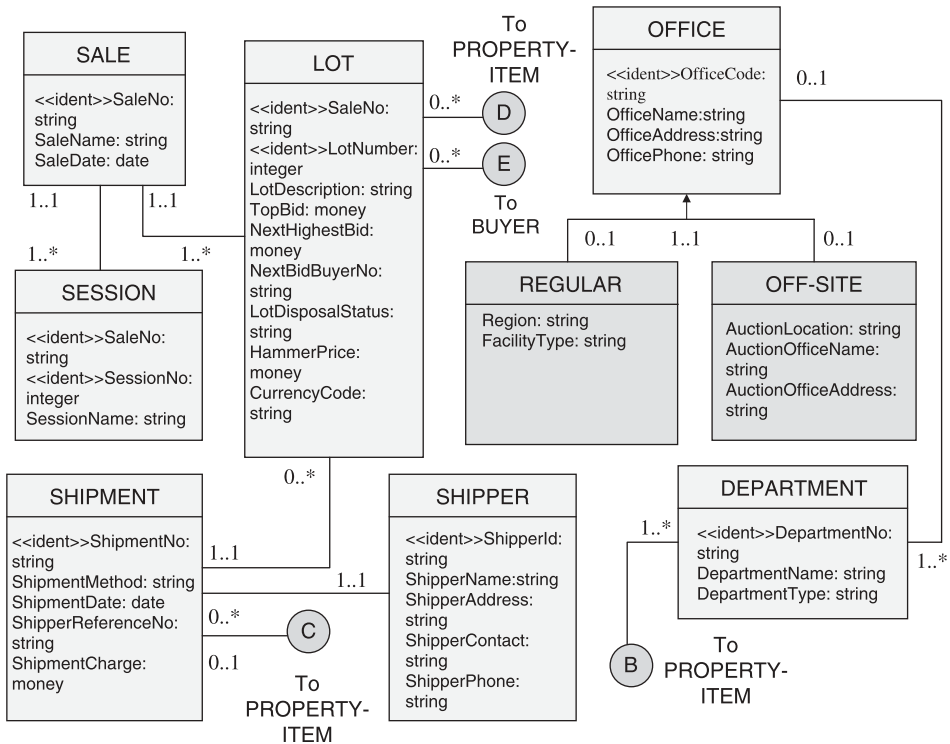 SALE
<<ident>>SaleNo:
string
SaleName: string
SaleDate: date
1..1
1..1
1..*
1..*
SESSION
<<ident>>SaleNo:
string
<<ident>>SessionNo:
integer
SessionName: string
LOT
<<ident>>SaleNo:
string
<<ident>>LotNumber:
integer
LotDescription: string
TopBid: money
NextHighestBid:
money
NextBidBuyerNo:
string
LotDisposalStatus:
string
HammerPrice:
money
CurrencyCode:
string
0..*
To
PROPERTY-
ITEM
0..*
D
0..*
E
To
BUYER
OFFICE
<<ident>>OfficeCode:
string
OfficeName:string
OfficeAddress:string
OfficePhone: string
0..1
0..1
1..1
0..1
REGULAR
Region: string
FacilityType: string
OFF-SITE
AuctionLocation: string
AuctionOfficeName:
string
AuctionOfficeAddress:
string
SHIPMENT
<<ident>>ShipmentNo:
string
ShipmentMethod: string
ShipmentDate: date
ShipperReferenceNo:
string
ShipmentCharge:
money
1..1
1..1
0..*
0..1
C
To
PROPERTY-
ITEM
SHIPPER
<<ident>>ShipperId:
string
ShipperName:string
ShipperAddress:
string
ShipperContact:
string
ShipperPhone:
string
DEPARTMENT
<<ident>>DepartmentNo:
string
DepartmentName: string
DepartmentType: string
1..*
1..*
B
To
PROPERTY-
ITEM